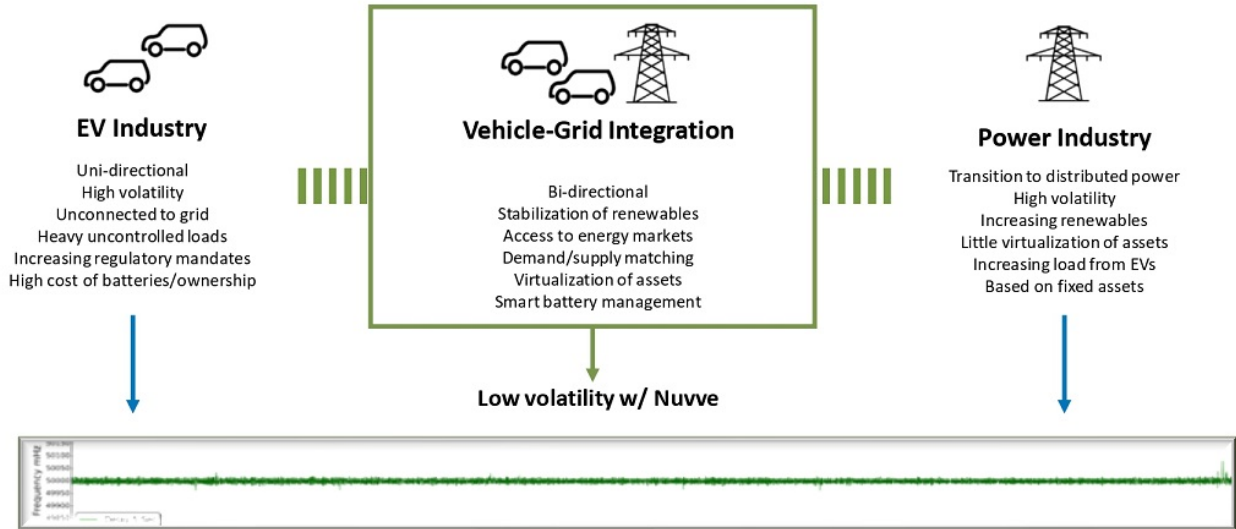 EV Industry
Uni-directional
High volatility
Unconnected to grid
Heavy uncontrolled loads
Increasing regulatory mandates
High cost of batteries/ownership
Vehicle-Grid Integration
Bi-directional
Stabilization of renewables
Access to energy markets
Demand/supply matching
Virtualization of assets
Smart battery management
Power Industry
Transition to distributed power
High volatility
Increasing renewables
Little virtualization of assets
Increasing load from EVs
Based on fixed assets
Low volatility w/ Nuvve
Frequency mHz
50100
50050
50000
49950
49900